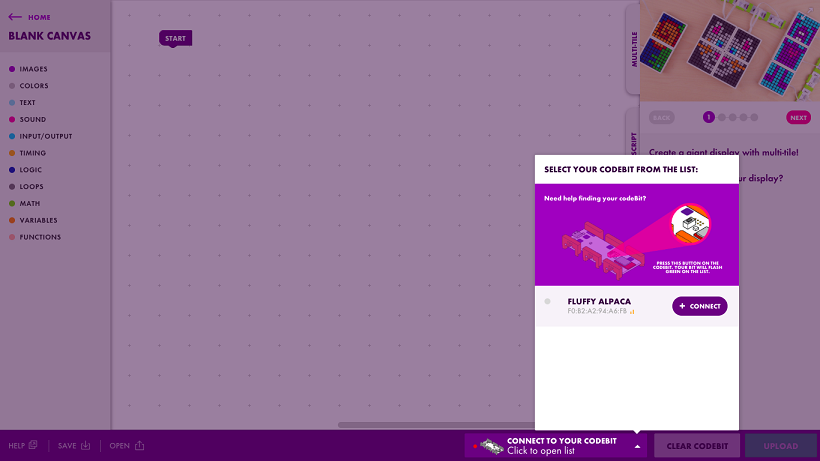 HOME
BLANK CANVAS
IMAGES
COLORS
TEXT
SOUND
INPUT/OUTPUT
TIMING
LOGIC
LOOPS
MATH
VARIABLES
FUNCTIONS
START
MULTI-TILE
SCRIPT
BACK
1
NEXT
Create a giant display with multi-tile!
ur display?
SELECT YOUR CODEBIT FROM THE LIST:
Need help finding your codeBit?
PRESS THIS BUTTON ON THE
CODEBIT. YOUR BIT WILL FLASH
GREEN ON THE LIST.
FLUFFY ALPACA
F0:B2:A2:94:A6:FB
+ CONNECT
HELP
SAVE
OPEN
CONNECT TO YOUR CODEBIT
Click to open list
CLEAR CODEBIT
UPLOAD